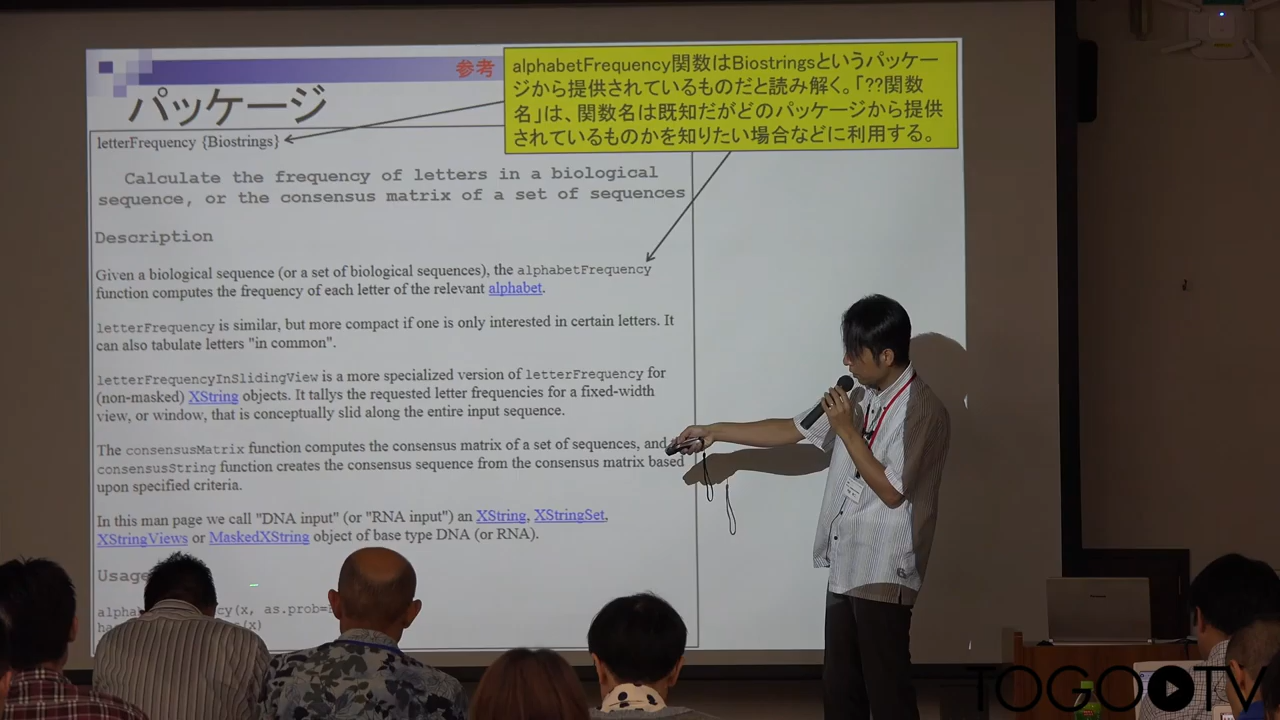 参考
パッケージ
alphabetFrequency関数はBiostringsというパッケー
ジから提供されているものだと読み解く。「??関数
名」は、関数名は既知だがどのパッケージから提供
されているものかを知りたい場合などに利用する。
letterFrequency {Biostrings}
Calculate the frequency of letters in a biological
sequence, or the consensus matrix of a set of sequences
Description
Given a biological sequence (or a set of biological sequences), the alphabetFrequency
function computes the frequency of each letter of the relevant alphabet.
letterFrequency is similar, but more compact if one is only interested in certain letters. It
can also tabulate letters "in common".
letterFrequencyInSlidingView is a more specialized version of letterFrequency for
(non-masked) XString objects. It tallys the requested letter frequencies for a fixed-width
view, or window, that is conceptually slid along the entire input sequence.
The consensusMatrix function computes the consensus matrix of a set of sequences, and
consensusString function creates the consensus sequence from the consensus matrix based
upon specified criteria.
In this man page we call "DNA input" (or "RNA input") an XString, XStringSet,
XStringViews or MaskedXString object of base type DNA (or RNA).
Usage
alpha cy(x, as.prob=
ha s(x)
TOGO TV